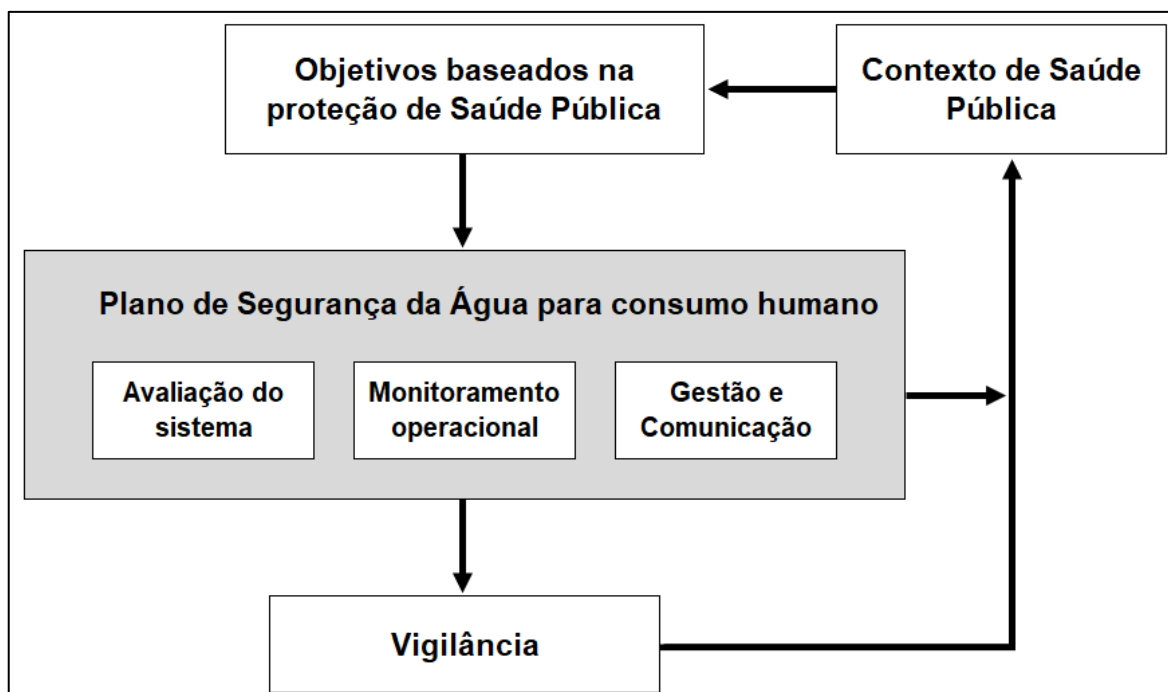 Objetivos baseados na
proteção de Saúde Pública
Contexto de Saúde
Pública
Plano de Segurança da Água para consumo humano
Avaliação do
sistema
Monitoramento
operacional
Gestão e
Comunicação
Vigilância